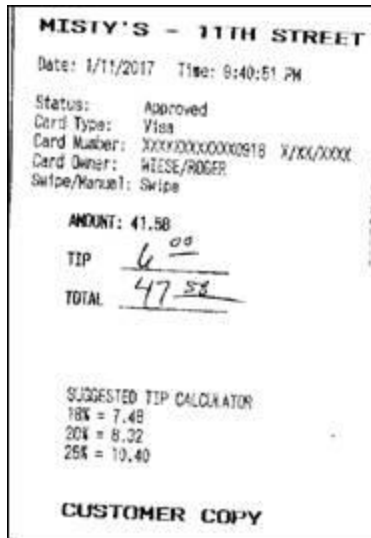 MISTY'S - 11TH STREET
Date: 1/11/2017 Time: 9:40:51 PM
Status: Approved
Card Type: Visa
Card Number: XXXXXXXXXXXX0918 X/XX/XXXX
Card Owner: WIESE/ROGER
Swipe/Manual: Swipe
AMOUNT: 41.58
TIP 6 00
TOTAL 47 58
SUGGESTED TIP CALCULATOR
18% = 7.48
20% = 8.32
25% = 10.40
CUSTOMER COPY